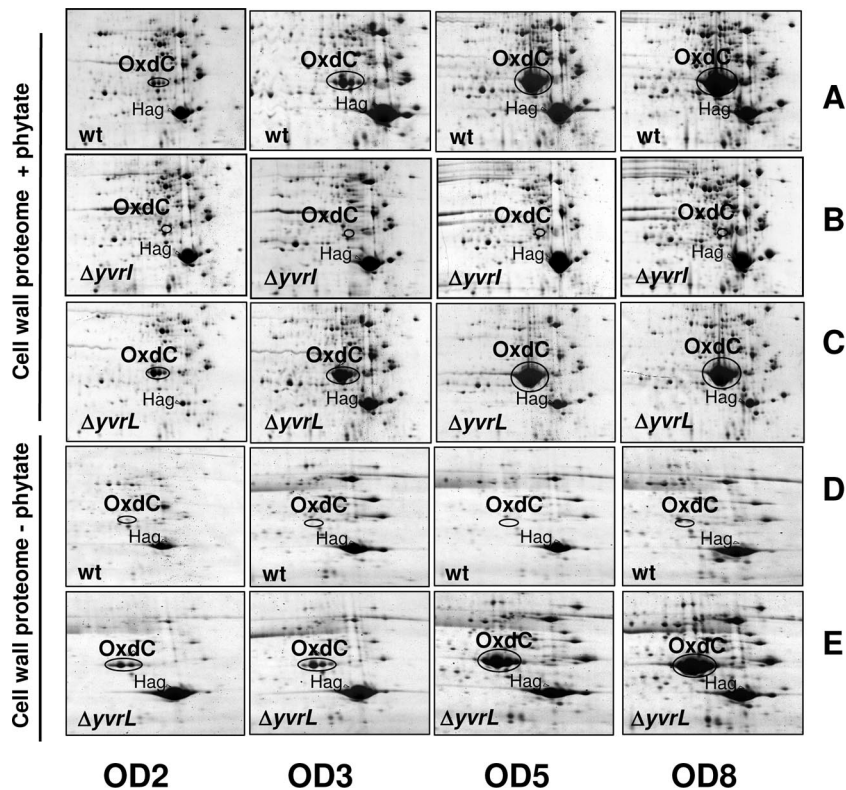 Cell wall proteome + phytate
OxdC
Hag
wt
OxdC
Hag
wt
OxdC
Hag
wt
OxdC
Hag
wt
A
OxdC
Hag
ΔyvrI
OxdC
Hag
ΔyvrI
OxdC
Hag
ΔyvrI
OxdC
Hag
ΔyvrI
B
OxdC
Hag
ΔyvrL
OxdC
Hag
ΔyvrL
OxdC
Hag
ΔyvrL
OxdC
Hag
ΔyvrL
C
Cell wall proteome - phytate
OxdC
Hag
wt
OxdC
Hag
wt
OxdC
Hag
wt
OxdC
Hag
wt
D
OxdC
Hag
ΔyvrL
OxdC
Hag
ΔyvrL
OxdC
Hag
ΔyvrL
OxdC
Hag
ΔyvrL
E
OD2 OD3 OD5 OD8